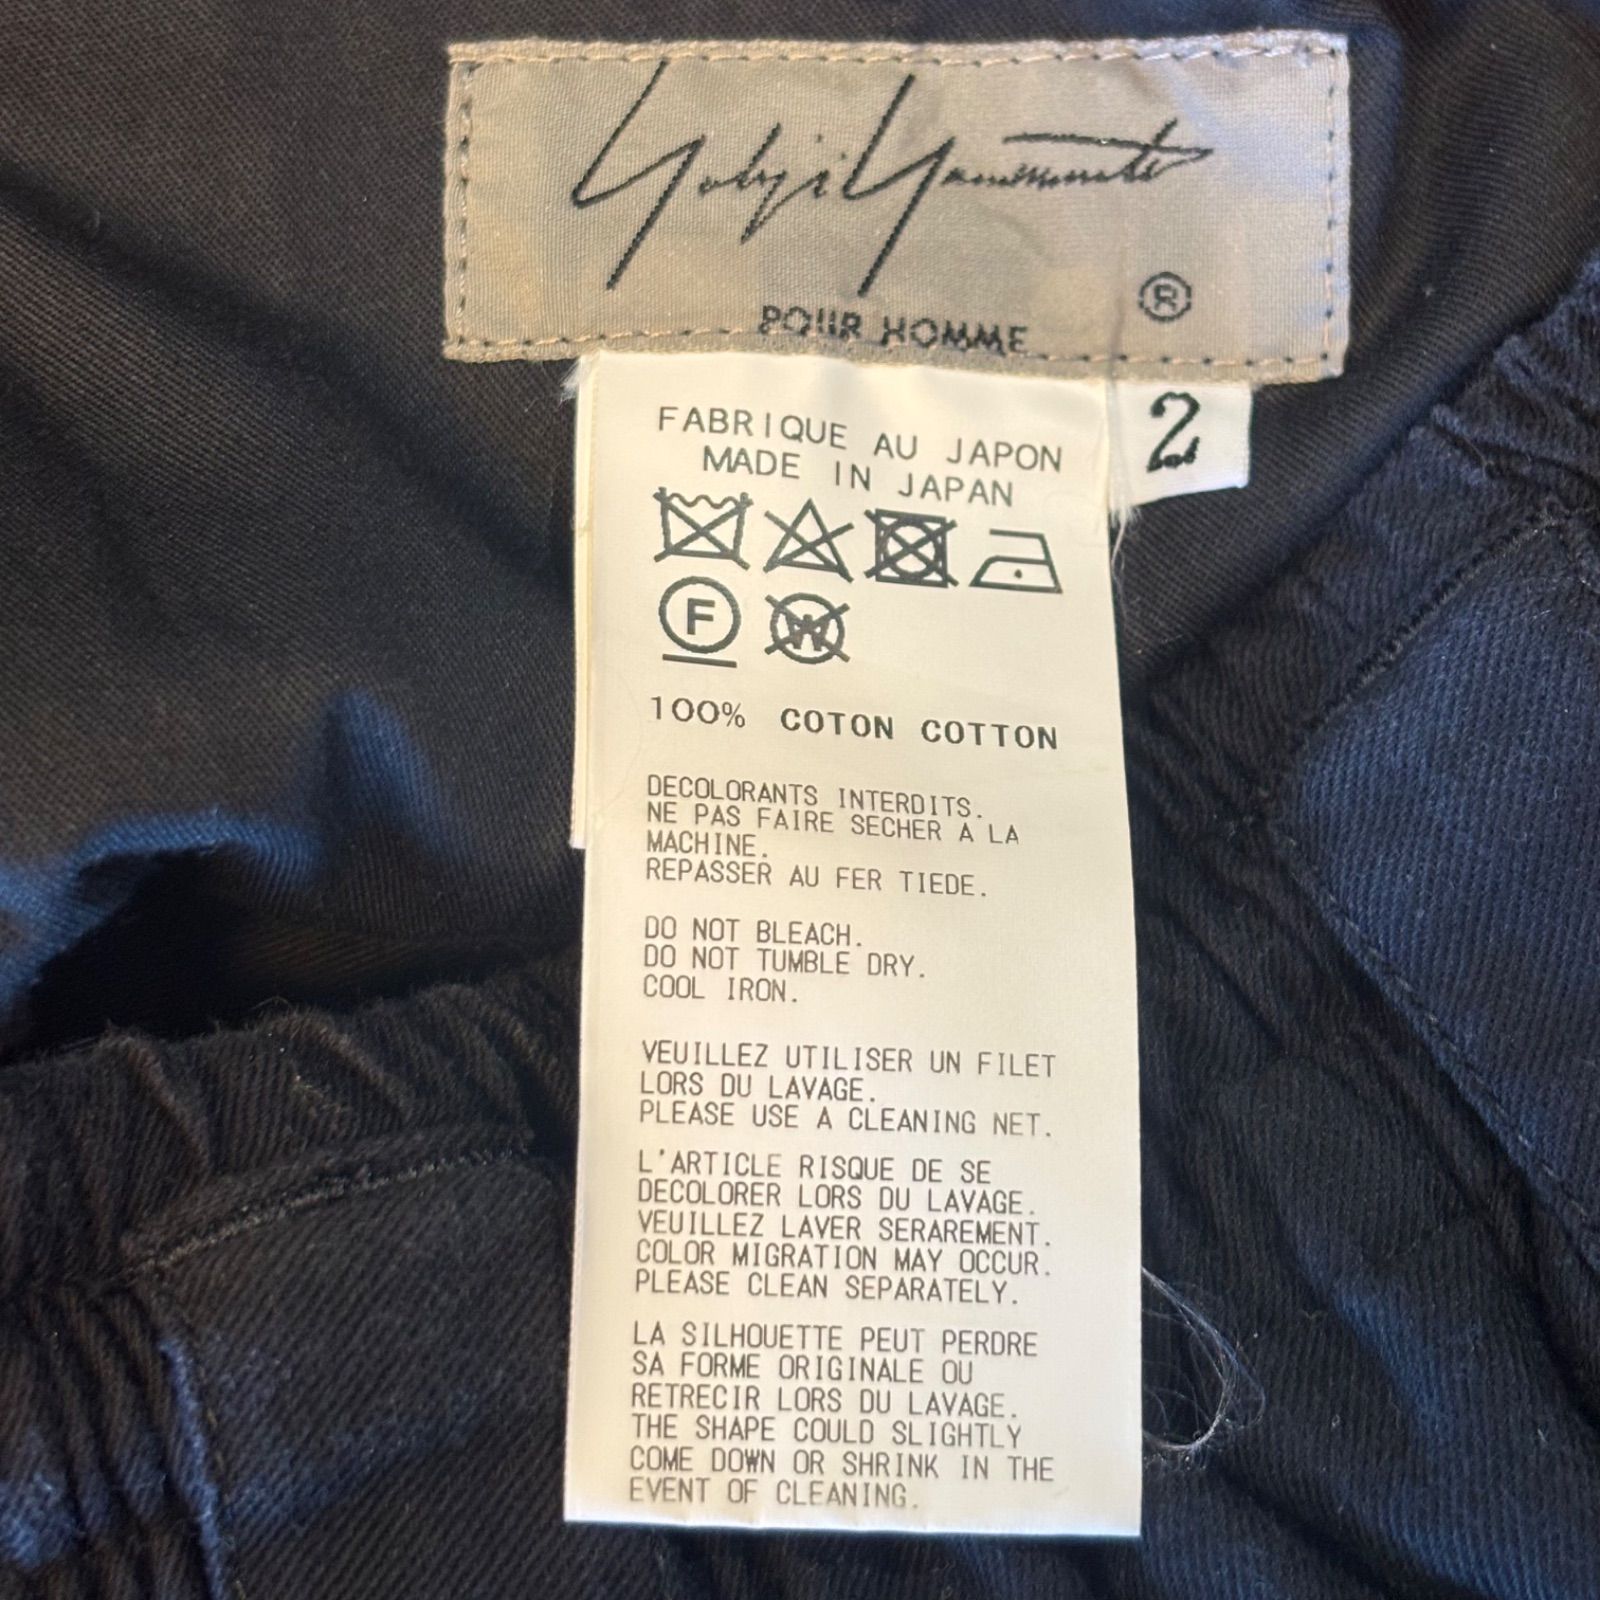 Yohji Yamamoto
®
POUR HOMME
2
FABRIQUE AU JAPON
MADE IN JAPAN
F
W
100% COTON COTTON
DECOLORANTS INTERDITS.
NE PAS FAIRE SECHER A LA
MACHINE.
REPASSER AU FER TIEDE.
DO NOT BLEACH.
DO NOT TUMBLE DRY.
COOL IRON.
VEUILLEZ UTILISER UN FILET
LORS DU LAVAGE.
PLEASE USE A CLEANING NET.
L'ARTICLE RISQUE DE SE
DECOLORER LORS DU LAVAGE.
VEUILLEZ LAVER SERAREMENT.
COLOR MIGRATION MAY OCCUR.
PLEASE CLEAN SEPARATELY.
LA SILHOUETTE PEUT PERDRE
SA FORME ORIGINALE OU
RETRECIR LORS DU LAVAGE.
THE SHAPE COULD SLIGHTLY
COME DOWN OR SHRINK IN THE
EVENT OF CLEANING.